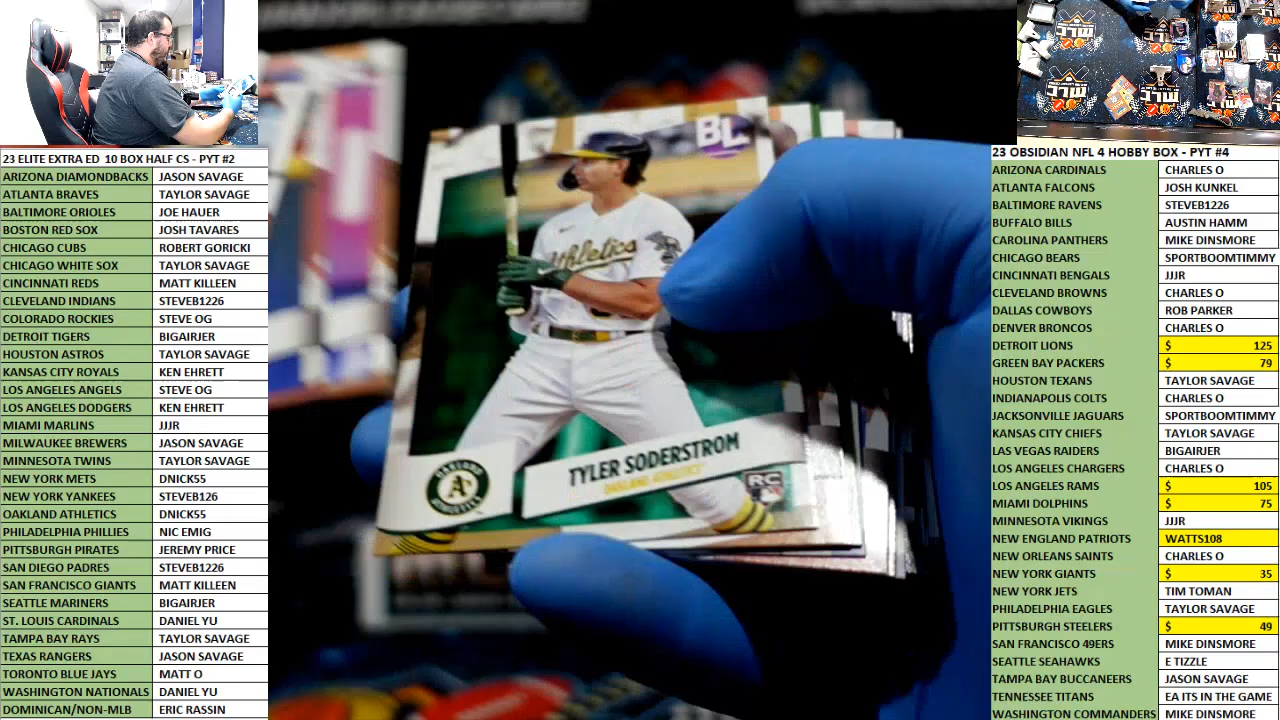 23 ELITE EXTRA ED 10 BOX HALF CS - PYT #2
ARIZONA DIAMONDBACKS JASON SAVAGE
ATLANTA BRAVES TAYLOR SAVAGE
BALTIMORE ORIOLES JOE HAUER
BOSTON RED SOX JOSH TAVARES
CHICAGO CUBS ROBERT GORICKI
CHICAGO WHITE SOX TAYLOR SAVAGE
CINCINNATI REDS MATT KILLEEN
CLEVELAND INDIANS STEVEB1226
COLORADO ROCKIES STEVE OG
DETROIT TIGERS BIGAIRJER
HOUSTON ASTROS TAYLOR SAVAGE
KANSAS CITY ROYALS KEN EHRETT
LOS ANGELES ANGELS STEVE OG
LOS ANGELES DODGERS KEN EHRETT
MIAMI MARLINS JJJR
MILWAUKEE BREWERS JASON SAVAGE
MINNESOTA TWINS TAYLOR SAVAGE
NEW YORK METS DNICK55
NEW YORK YANKEES STEVEB126
OAKLAND ATHLETICS DNICK55
PHILADELPHIA PHILLIES NIC EMIG
PITTSBURGH PIRATES JEREMY PRICE
SAN DIEGO PADRES STEVEB1226
SAN FRANCISCO GIANTS MATT KILLEEN
SEATTLE MARINERS BIGAIRJER
ST. LOUIS CARDINALS DANIEL YU
TAMPA BAY RAYS TAYLOR SAVAGE
TEXAS RANGERS JASON SAVAGE
TORONTO BLUE JAYS MATT O
WASHINGTON NATIONALS DANIEL YU
DOMINICAN/NON-MLB ERIC RASSIN
BL
Athletics
TYLER SODERSTROM
OAKLAND ATHLETICS
RC
OAKLAND
A's
ATHLETICS
23 OBSIDIAN NFL 4 HOBBY BOX - PYT #4
ARIZONA CARDINALS CHARLES O
ATLANTA FALCONS JOSH KUNKEL
BALTIMORE RAVENS STEVEB1226
BUFFALO BILLS AUSTIN HAMM
CAROLINA PANTHERS MIKE DINSMORE
CHICAGO BEARS SPORTBOOMTIMMY
CINCINNATI BENGALS JJJR
CLEVELAND BROWNS CHARLES O
DALLAS COWBOYS ROB PARKER
DENVER BRONCOS CHARLES O
DETROIT LIONS $ 125
GREEN BAY PACKERS $ 79
HOUSTON TEXANS TAYLOR SAVAGE
INDIANAPOLIS COLTS CHARLES O
JACKSONVILLE JAGUARS SPORTBOOMTIMMY
KANSAS CITY CHIEFS TAYLOR SAVAGE
LAS VEGAS RAIDERS BIGAIRJER
LOS ANGELES CHARGERS CHARLES O
LOS ANGELES RAMS $ 105
MIAMI DOLPHINS $ 75
MINNESOTA VIKINGS JJJR
NEW ENGLAND PATRIOTS WATTS108
NEW ORLEANS SAINTS CHARLES O
NEW YORK GIANTS $ 35
NEW YORK JETS TIM TOMAN
PHILADELPHIA EAGLES TAYLOR SAVAGE
PITTSBURGH STEELERS $ 49
SAN FRANCISCO 49ERS MIKE DINSMORE
SEATTLE SEAHAWKS E TIZZLE
TAMPA BAY BUCCANEERS JASON SAVAGE
TENNESSEE TITANS EA ITS IN THE GAME
WASHINGTON COMMANDERS MIKE DINSMORE